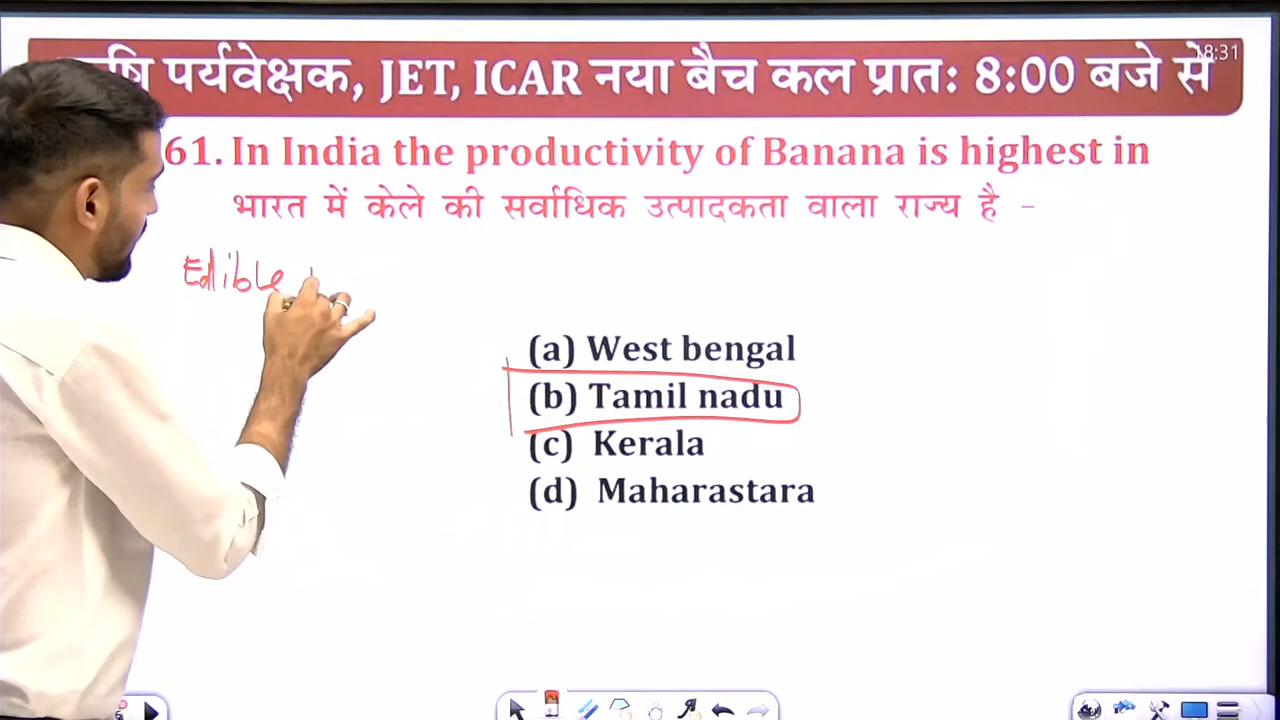 पर्यवेक्षक, JET, ICAR नया बैच कल प्रात: 8:00 बजे से
18:31
61. In India the productivity of Banana is highest in
भारत में केले की सर्वाधिक उत्पादकता वाला राज्य है -
Edible
(a) West bengal
(b) Tamil nadu
(c) Kerala
(d) Maharastara